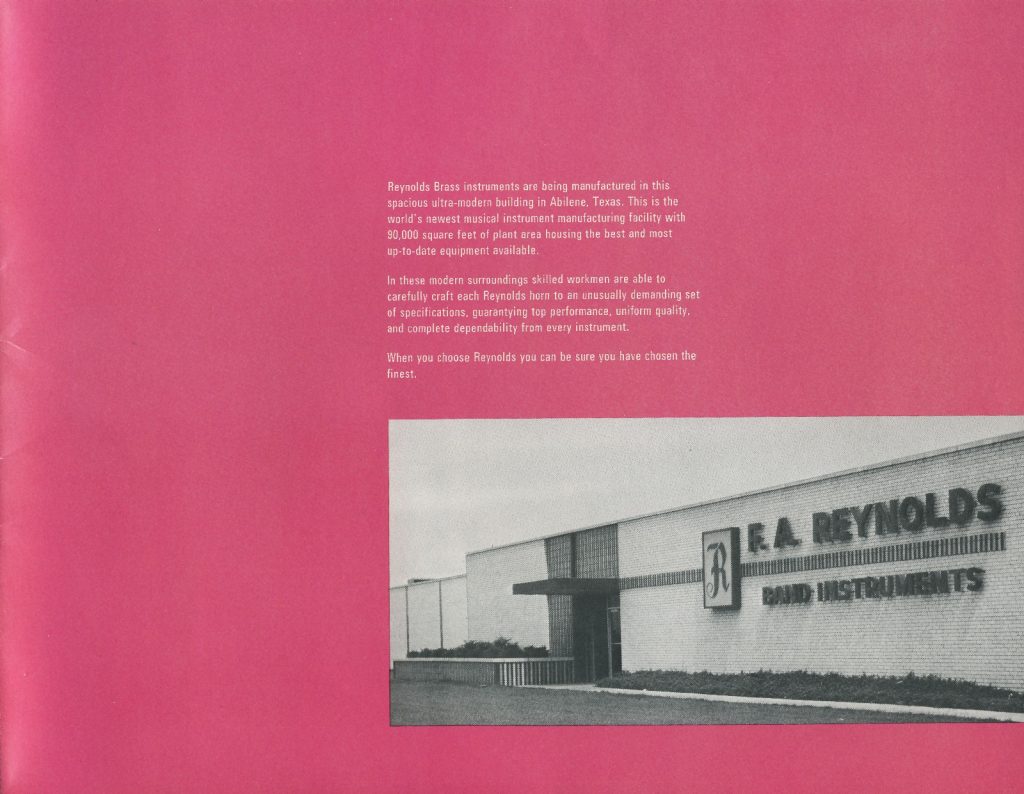 Reynolds Brass instruments are being manufactured in this
spacious ultra-modern building in Abilene, Texas. This is the
world's newest musical instrument manufacturing facility with
90,000 square feet of plant area housing the best and most
up-to-date equipment available.
In these modern surroundings skilled workmen are able to
carefully craft each Reynolds horn to an unusually demanding set
of specifications, guarantying top performance, uniform quality,
and complete dependability from every instrument.
When you choose Reynolds you can be sure you have chosen the
finest.
R
F. A. REYNOLDS
BAND INSTRUMENTS